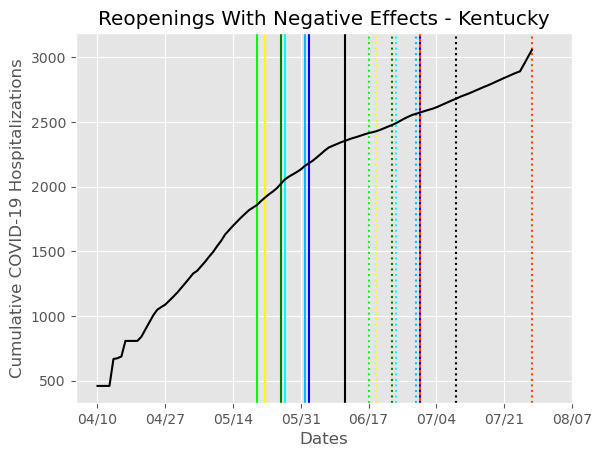 Reopenings With Negative Effects - Kentucky
Cumulative COVID-19 Hospitalizations
3000
2500
2000
1500
1000
500
04/10 04/27 05/14 05/31 06/17 07/04 07/21 08/07
Dates